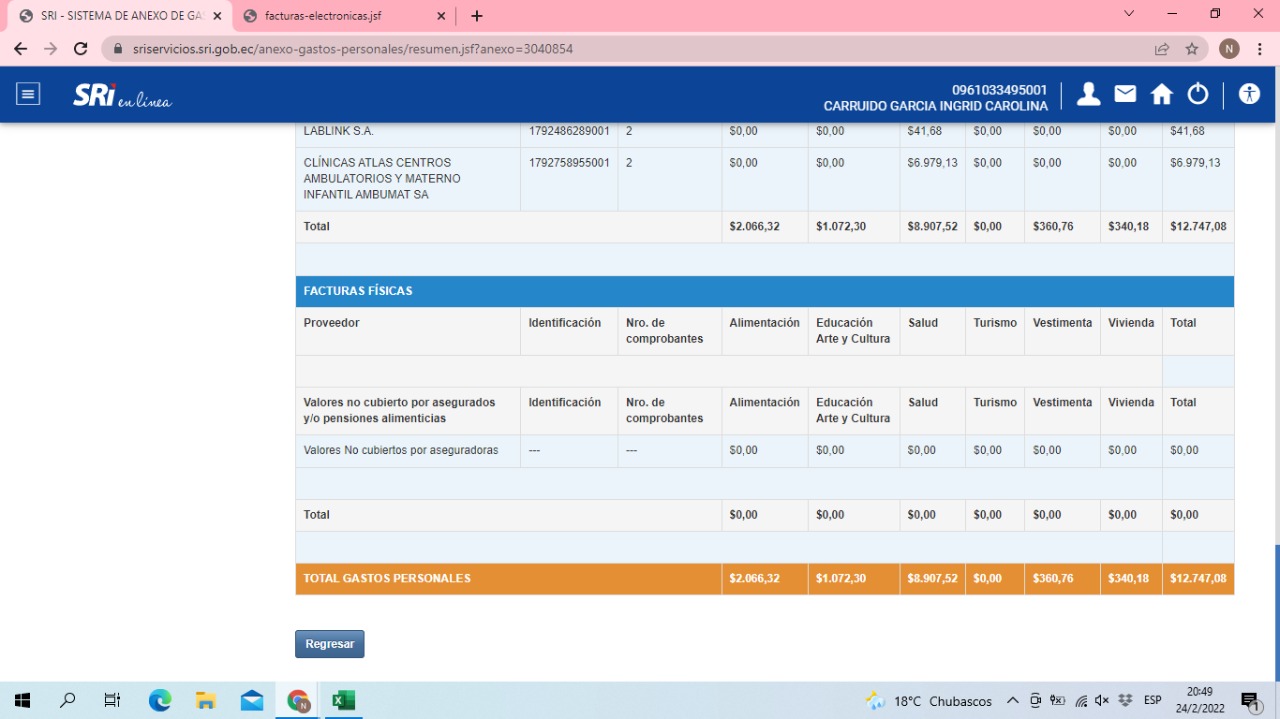 SRI - SISTEMA DE ANEXO DE GA
facturas-electronicas.jsf
sriservicios.sri.gob.ec/anexo-gastos-personales/resumen.jsf?anexo=3040854
N
SRi en línea
0961033495001
CARRUIDO GARCIA INGRID CAROLINA
LABLINK S.A. 1792486289001 2 $0,00 $0,00 $41,68 $0,00 $0,00 $0,00 $41,68
CLÍNICAS ATLAS CENTROS 1792758955001 2 $0,00 $0,00 $6.979,13 $0,00 $0,00 $0,00 $6.979,13
AMBULATORIOS Y MATERNO
INFANTIL AMBUMAT SA
Total $2.066,32 $1.072,30 $8.907,52 $0,00 $360,76 $340,18 $12.747,08
FACTURAS FÍSICAS
Proveedor Identificación Nro. de Alimentación Educación Salud Turismo Vestimenta Vivienda Total
comprobantes Arte y Cultura
Valores no cubierto por asegurados Identificación Nro. de Alimentación Educación Salud Turismo Vestimenta Vivienda Total
y/o pensiones alimenticias comprobantes Arte y Cultura
Valores No cubiertos por aseguradoras --- --- $0,00 $0,00 $0,00 $0,00 $0,00 $0,00 $0,00
Total $0,00 $0,00 $0,00 $0,00 $0,00 $0,00 $0,00
TOTAL GASTOS PERSONALES $2.066,32 $1.072,30 $8.907,52 $0,00 $360,76 $340,18 $12.747,08
Regresar
18°C Chubascos ESP
20:49
24/2/2022
1